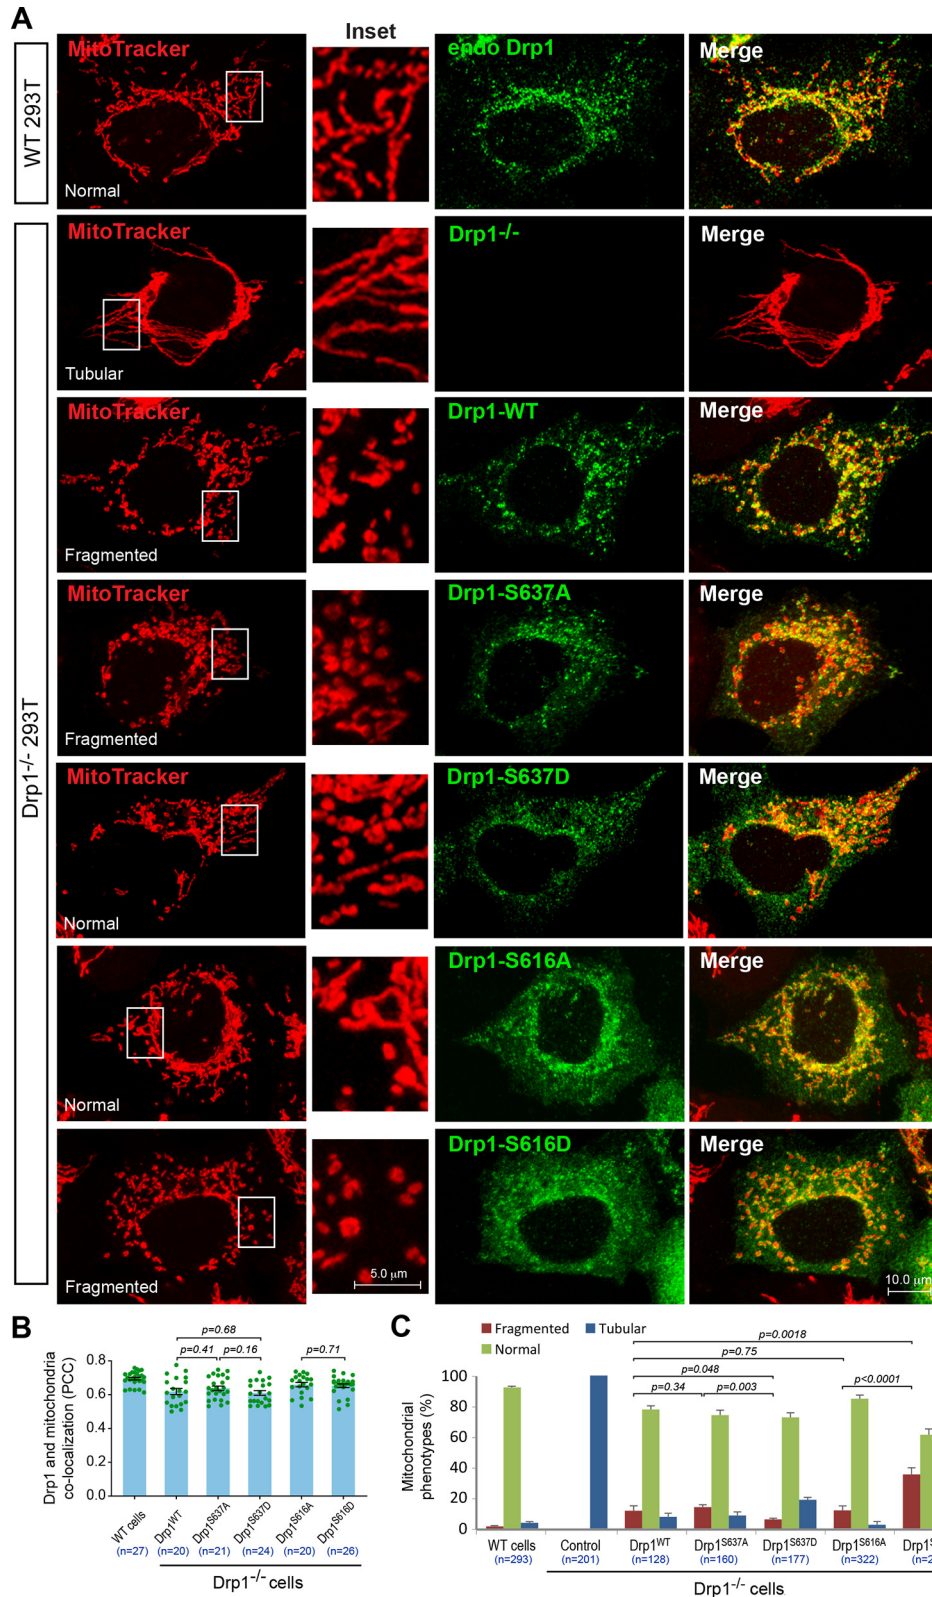 A
Inset
WT 293T
MitoTracker
endo Drp1
Merge
Normal
Drp1-/- 293T
MitoTracker
Drp1-/-
Merge
Tubular
MitoTracker
Drp1-WT
Merge
Fragmented
MitoTracker
Drp1-S637A
Merge
Fragmented
MitoTracker
Drp1-S637D
Merge
Normal
Drp1-S616A
Merge
Normal
Drp1-S616D
Merge
Fragmented
5.0 μm
10.0 μm
B
p=0.68
p=0.41
p=0.16
p=0.71
Drp1 and mitochondria
co-localization (PCC)
0.8
0.6
0.4
0.2
0.0
WT cells
Drp1WT
Drp1S637A
Drp1S637D
Drp1S616A
Drp1S616D
(n=27)
(n=20)
(n=21)
(n=24)
(n=20)
(n=26)
Drp1-/- cells
C
Fragmented
Tubular
Normal
p=0.0018
p=0.75
p=0.048
p=0.34
p=0.003
p<0.0001
Mitochondrial
phenotypes (%)
100
80
60
40
20
0
WT cells
Control
Drp1WT
Drp1S637A
Drp1S637D
Drp1S616A
Drp1S
(n=293)
(n=201)
(n=128)
(n=160)
(n=177)
(n=322)
(n=2
Drp1-/- cells